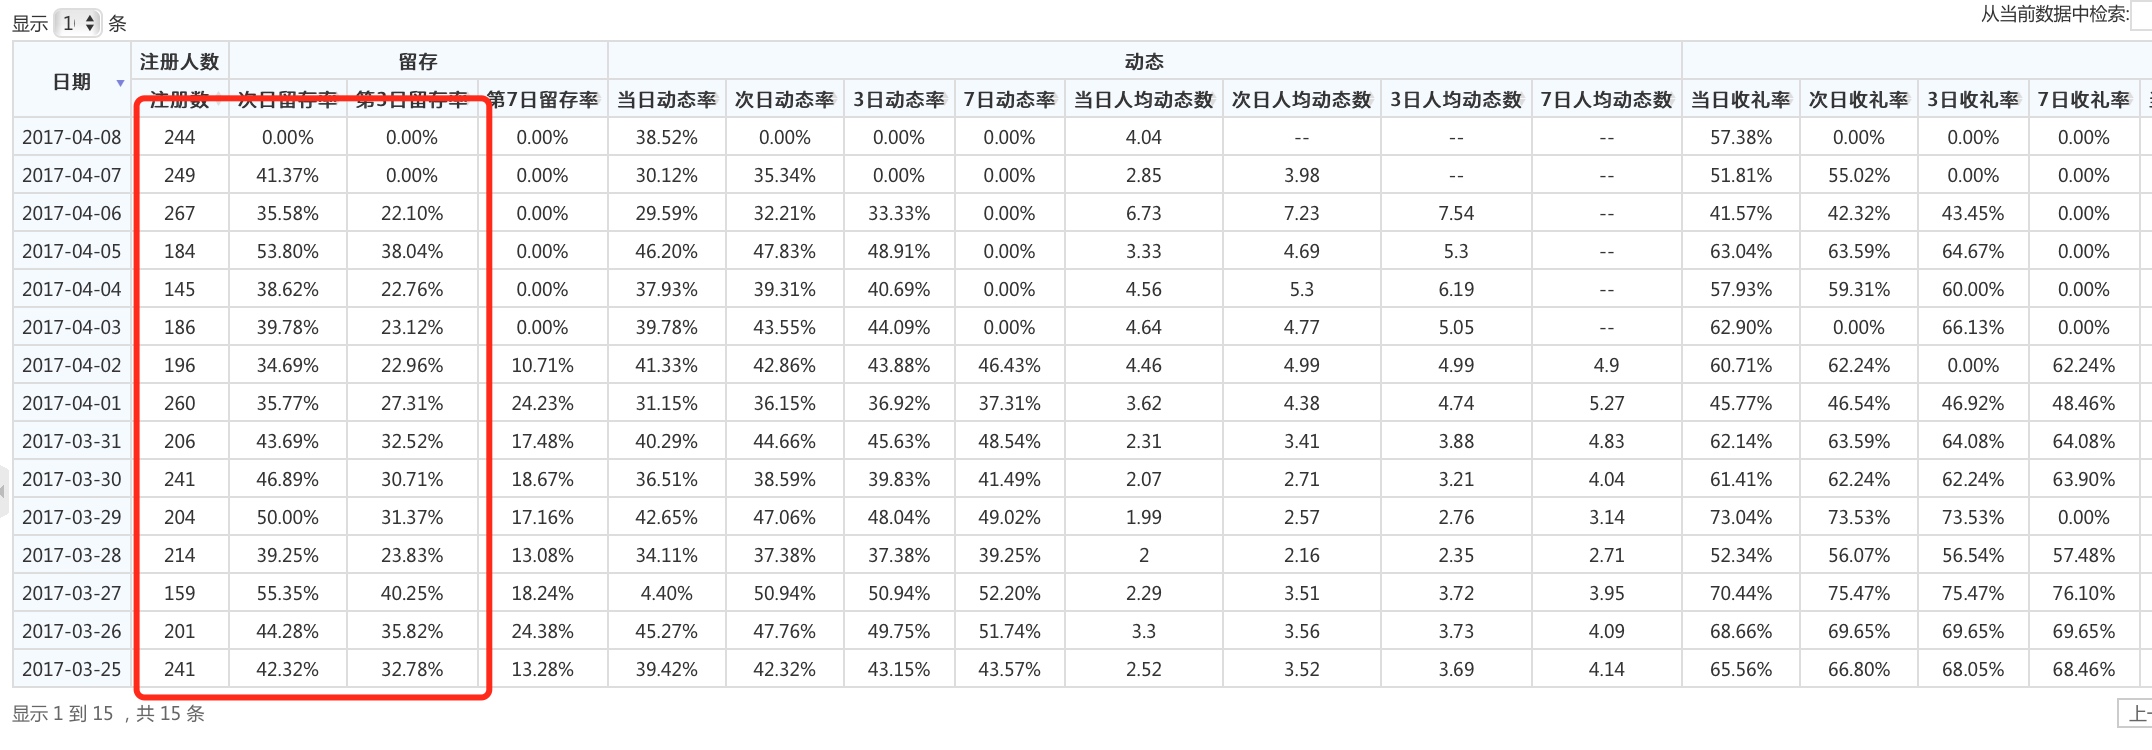 显示 1 条
从当前数据中检索:
日期 注册人数 留存 动态
注册数 次日留存率 第3日留存率 第7日留存率 当日动态率 次日动态率 3日动态率 7日动态率 当日人均动态数 次日人均动态数 3日人均动态数 7日人均动态数 当日收礼率 次日收礼率 3日收礼率 7日收礼率
2017-04-08 244 0.00% 0.00% 0.00% 38.52% 0.00% 0.00% 0.00% 4.04 -- -- -- 57.38% 0.00% 0.00% 0.00%
2017-04-07 249 41.37% 0.00% 0.00% 30.12% 35.34% 0.00% 0.00% 2.85 3.98 -- -- 51.81% 55.02% 0.00% 0.00%
2017-04-06 267 35.58% 22.10% 0.00% 29.59% 32.21% 33.33% 0.00% 6.73 7.23 7.54 -- 41.57% 42.32% 43.45% 0.00%
2017-04-05 184 53.80% 38.04% 0.00% 46.20% 47.83% 48.91% 0.00% 3.33 4.69 5.3 -- 63.04% 63.59% 64.67% 0.00%
2017-04-04 145 38.62% 22.76% 0.00% 37.93% 39.31% 40.69% 0.00% 4.56 5.3 6.19 -- 57.93% 59.31% 60.00% 0.00%
2017-04-03 186 39.78% 23.12% 0.00% 39.78% 43.55% 44.09% 0.00% 4.64 4.77 5.05 -- 62.90% 0.00% 66.13% 0.00%
2017-04-02 196 34.69% 22.96% 10.71% 41.33% 42.86% 43.88% 46.43% 4.46 4.99 4.99 4.9 60.71% 62.24% 0.00% 62.24%
2017-04-01 260 35.77% 27.31% 24.23% 31.15% 36.15% 36.92% 37.31% 3.62 4.38 4.74 5.27 45.77% 46.54% 46.92% 48.46%
2017-03-31 206 43.69% 32.52% 17.48% 40.29% 44.66% 45.63% 48.54% 2.31 3.41 3.88 4.83 62.14% 63.59% 64.08% 64.08%
2017-03-30 241 46.89% 30.71% 18.67% 36.51% 38.59% 39.83% 41.49% 2.07 2.71 3.21 4.04 61.41% 62.24% 62.24% 63.90%
2017-03-29 204 50.00% 31.37% 17.16% 42.65% 47.06% 48.04% 49.02% 1.99 2.57 2.76 3.14 73.04% 73.53% 73.53% 0.00%
2017-03-28 214 39.25% 23.83% 13.08% 34.11% 37.38% 37.38% 39.25% 2 2.16 2.35 2.71 52.34% 56.07% 56.54% 57.48%
2017-03-27 159 55.35% 40.25% 18.24% 4.40% 50.94% 50.94% 52.20% 2.29 3.51 3.72 3.95 70.44% 75.47% 75.47% 76.10%
2017-03-26 201 44.28% 35.82% 24.38% 45.27% 47.76% 49.75% 51.74% 3.3 3.56 3.73 4.09 68.66% 69.65% 69.65% 69.65%
2017-03-25 241 42.32% 32.78% 13.28% 39.42% 42.32% 43.15% 43.57% 2.52 3.52 3.69 4.14 65.56% 66.80% 68.05% 68.46%
显示 1 到 15 ，共 15 条
上一